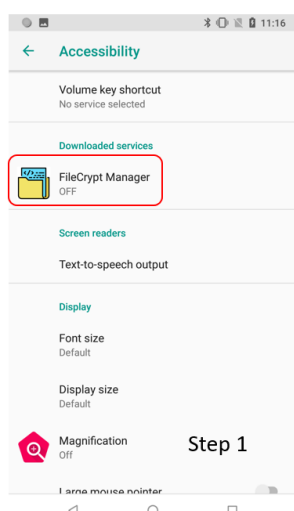 11:16
Accessibility
Volume key shortcut
No service selected
Downloaded services
FileCrypt Manager
OFF
Screen readers
Text-to-speech output
Display
Font size
Default
Display size
Default
Magnification
Off
Step 1
Large mouse pointer